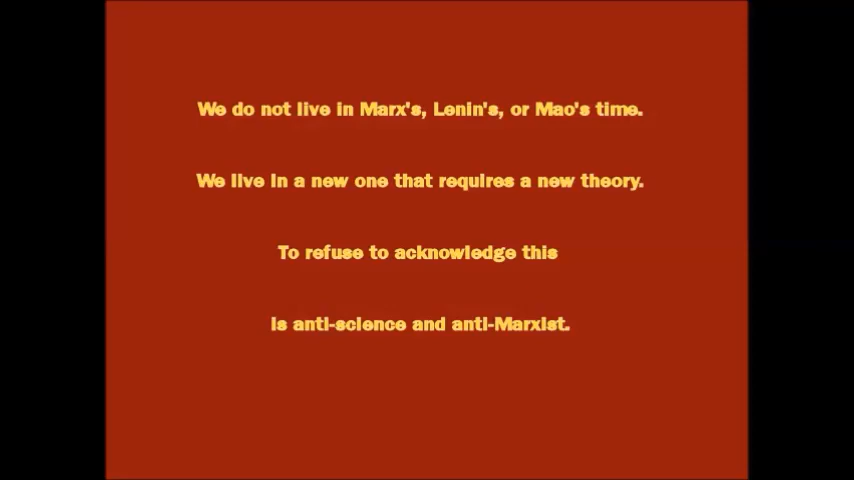 We do not live in Marx's, Lenin's, or Mao's time.
We live in a new one that requires a new theory.
To refuse to acknowledge this
is anti-science and anti-Marxist.